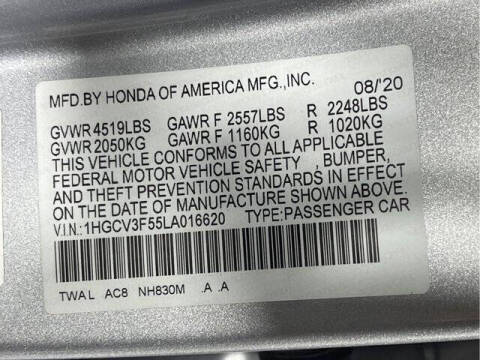 MFD.BY HONDA OF AMERICA MFG.,INC. 08/'20
GVWR 4519LBS GAWR F 2557LBS R 2248LBS
GVWR 2050KG GAWR F 1160KG R 1020KG
THIS VEHICLE CONFORMS TO ALL APPLICABLE
FEDERAL MOTOR VEHICLE SAFETY , BUMPER,
AND THEFT PREVENTION STANDARDS IN EFFECT
ON THE DATE OF MANUFACTURE SHOWN ABOVE.
V.I.N.:1HGCV3F55LA016620 TYPE:PASSENGER CAR
TWAL AC8 NH830M .A .A